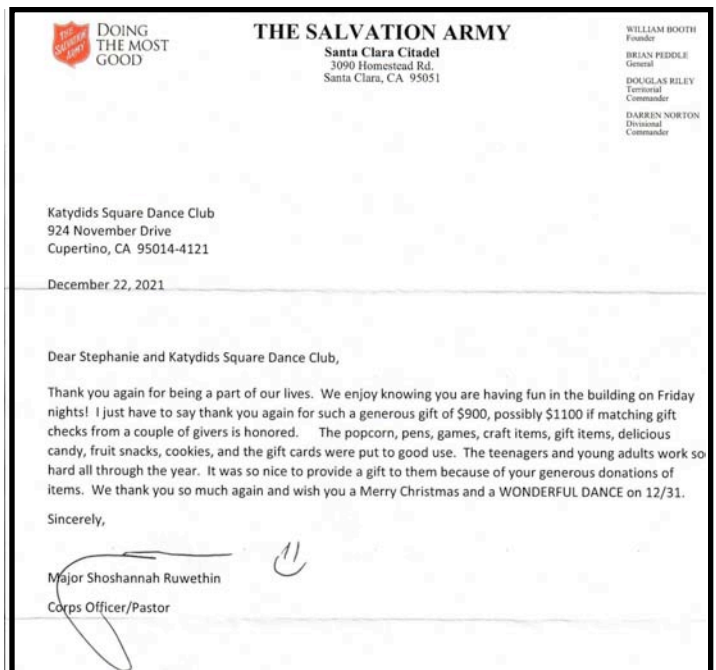 DOING
THE MOST
GOOD
THE SALVATION ARMY
THE SALVATION ARMY
Santa Clara Citadel
3090 Homestead Rd.
Santa Clara, CA 95051
WILLIAM BOOTH
Founder
BRIAN PEDDLE
General
DOUGLAS RILEY
Territorial
Commander
DARREN NORTON
Divisional
Commander
Katydids Square Dance Club
924 November Drive
Cupertino, CA 95014-4121
December 22, 2021
Dear Stephanie and Katydids Square Dance Club,
Thank you again for being a part of our lives. We enjoy knowing you are having fun in the building on Friday
nights! I just have to say thank you again for such a generous gift of $900, possibly $1100 if matching gift
checks from a couple of givers is honored. The popcorn, pens, games, craft items, gift items, delicious
candy, fruit snacks, cookies, and the gift cards were put to good use. The teenagers and young adults work so
hard all through the year. It was so nice to provide a gift to them because of your generous donations of
items. We thank you so much again and wish you a Merry Christmas and a WONDERFUL DANCE on 12/31.
Sincerely,
Major Shoshannah Ruwethin
Corps Officer/Pastor